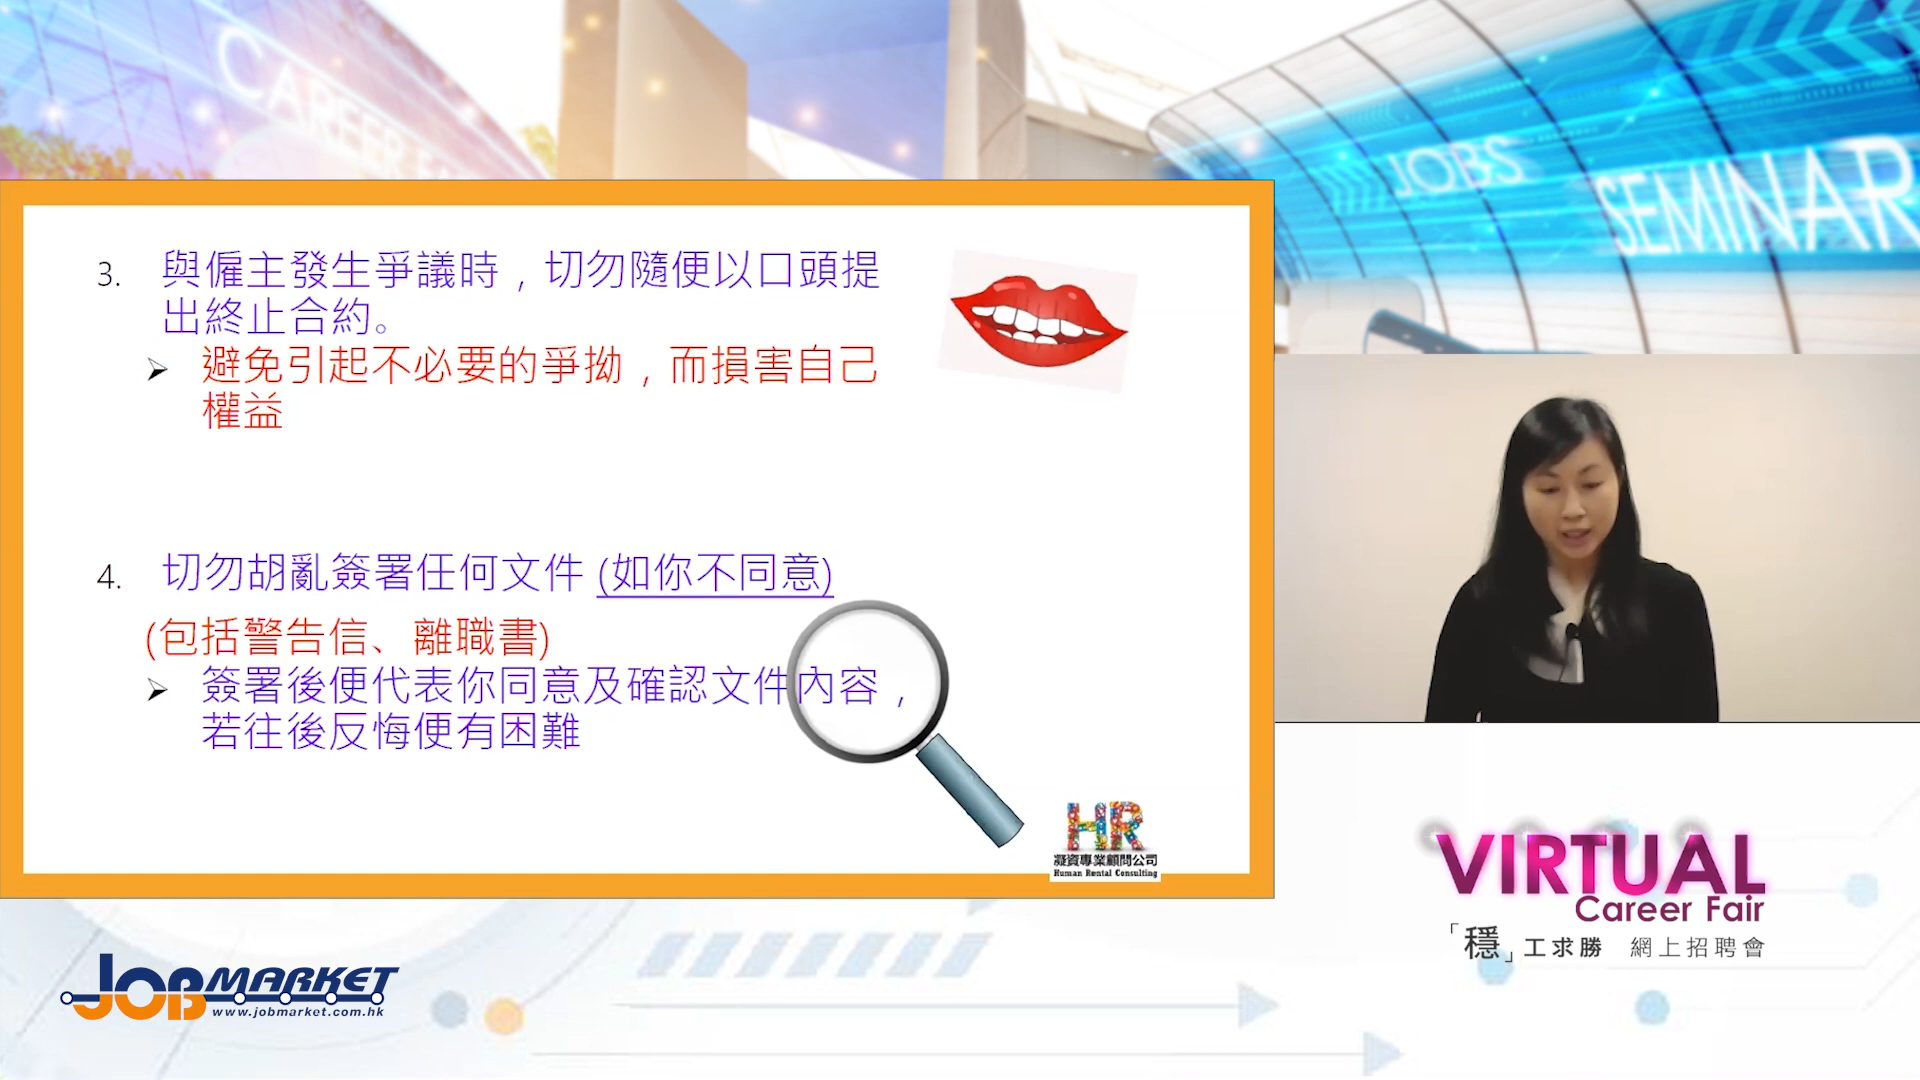 CAREER FA
JOBS
SEMINAR
3. 與僱主發生爭議時，切勿隨便以口頭提
出終止合約。
➢ 避免引起不必要的爭拗，而損害自己
權益
4. 切勿胡亂簽署任何文件 (如你不同意)
(包括警告信、離職書)
➢ 簽署後便代表你同意及確認文件內容，
若往後反悔便有困難
HR
凝資專業顧問公司
Human Rental Consulting
VIRTUAL
Career Fair
「穩」工求勝 網上招聘會
JOBMARKET
JOB
www.jobmarket.com.hk